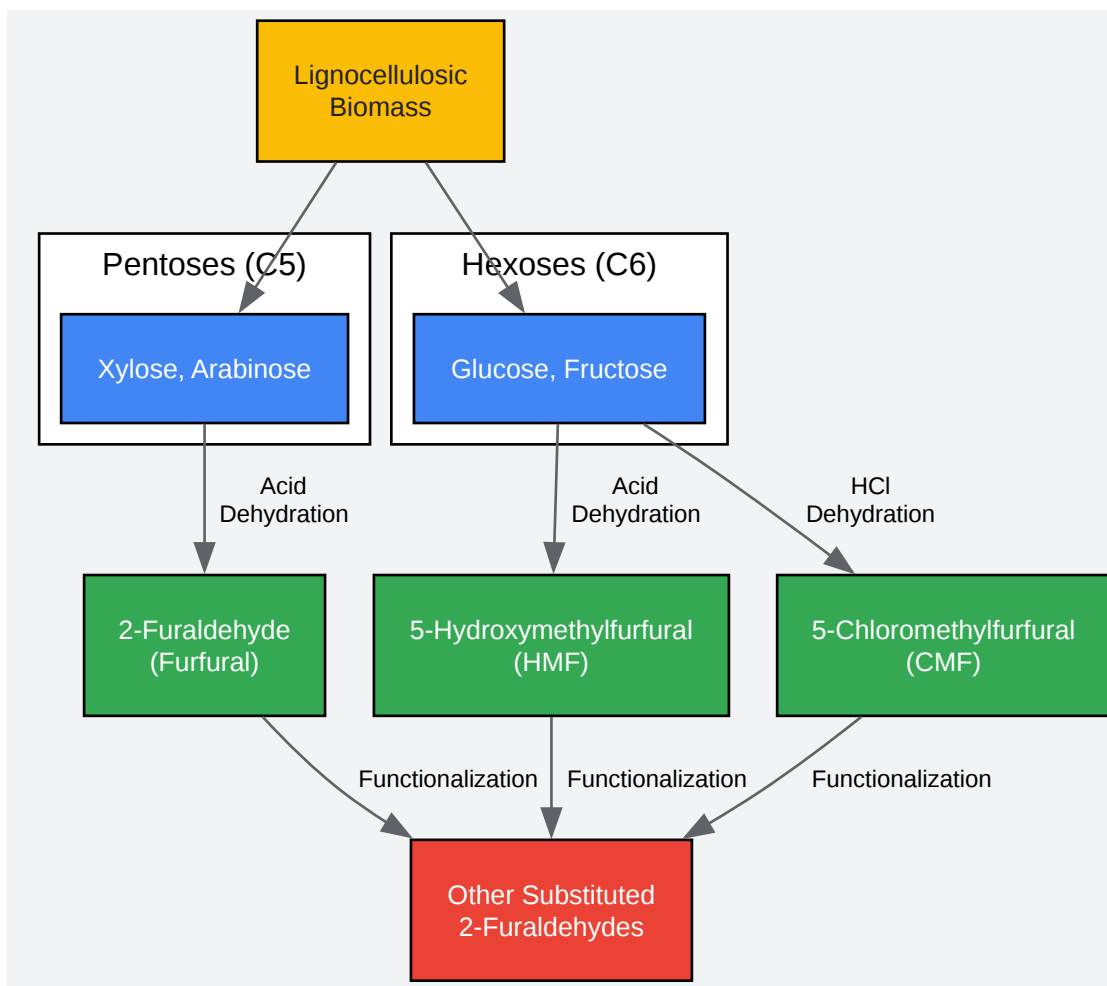 Lignocellulosic
Biomass
Pentoses (C5)
Hexoses (C6)
Xylose, Arabinose
Glucose, Fructose
Acid
Dehydration
Acid
Dehydration
HCl
Dehydration
2-Furaldehyde
(Furfural)
5-Hydroxymethylfurfural
(HMF)
5-Chloromethylfurfural
(CMF)
Functionalization
Functionalization
Functionalization
Other Substituted
2-Furaldehydes